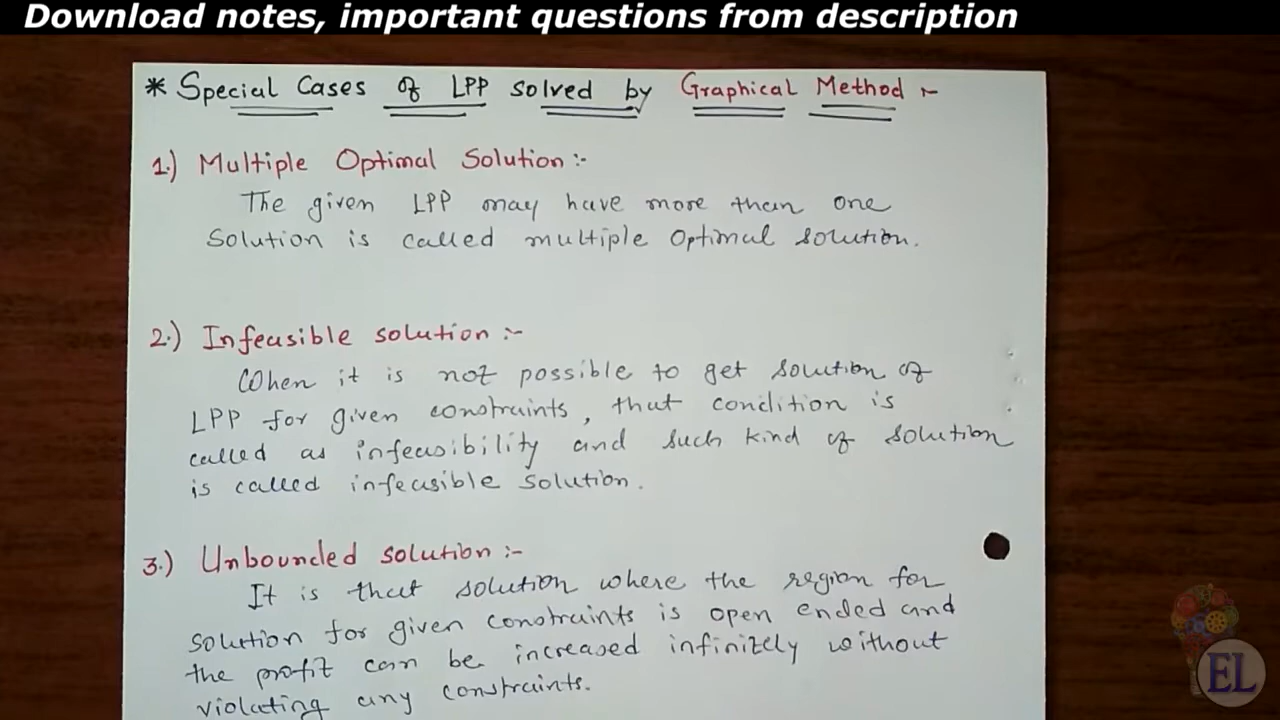 Download notes, important questions from description
* Special Cases of LPP solved by Graphical Method :-
1.) Multiple Optimal Solution :-
The given LPP may have more than one
solution is called multiple optimal solution.
2.) Infeasible solution :-
When it is not possible to get solution of
LPP for given constraints, that condition is
called as infeasibility and such kind of solution
is called infeasible solution.
3.) Unbounded solution :-
It is that solution where the region for
solution for given constraints is open ended and
the profit can be increased infinitely without
violating any constraints.
EL